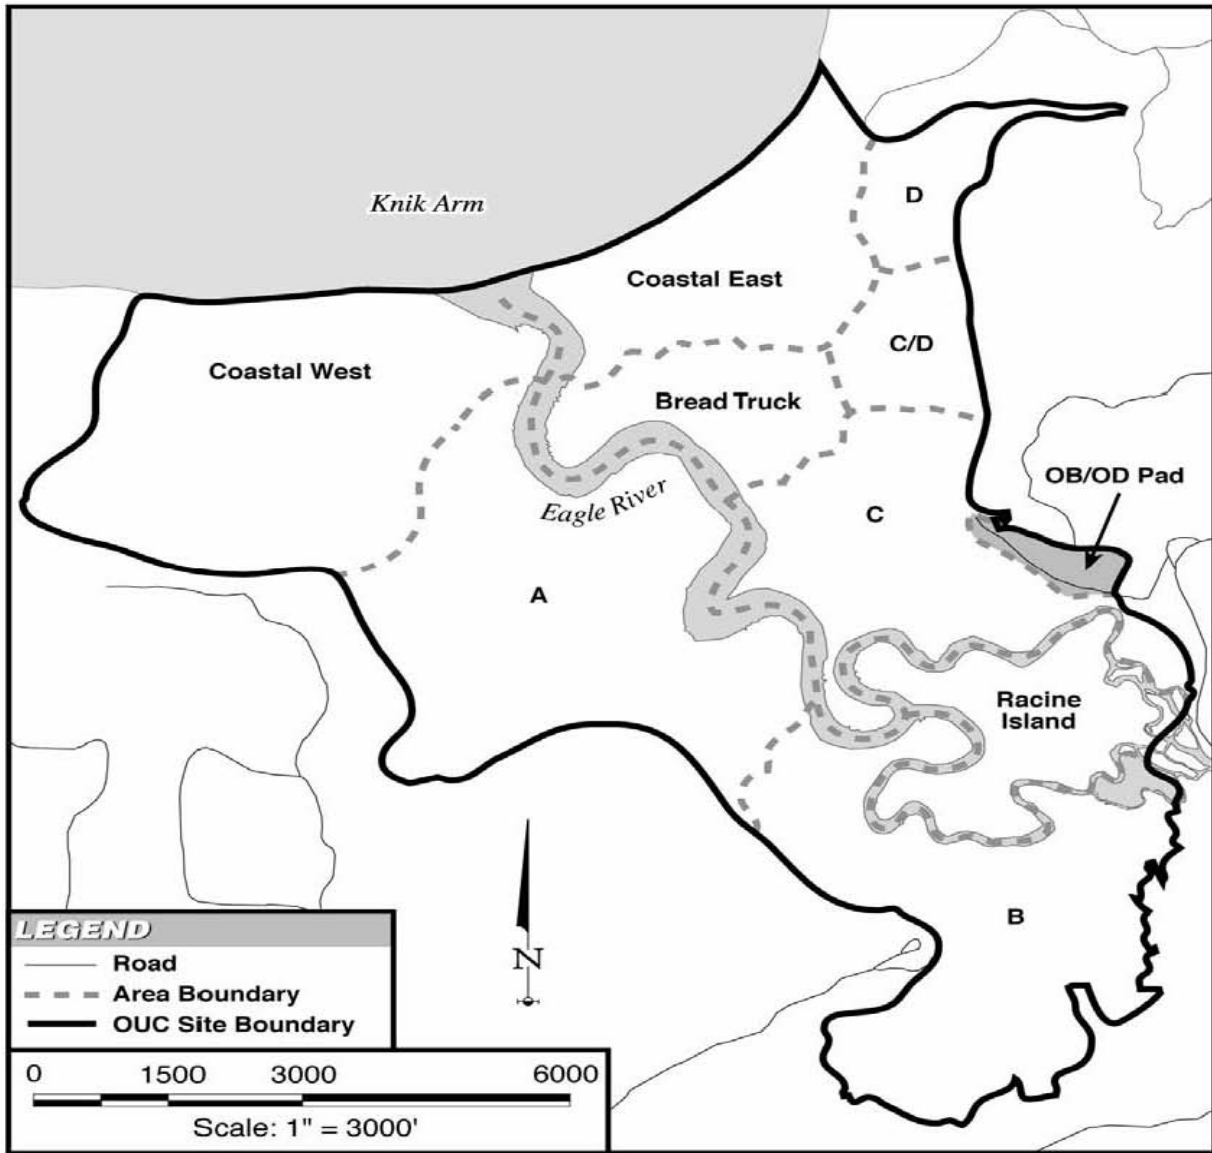 Knik Arm
D
Coastal East
C/D
Coastal West
Bread Truck
OB/OD Pad
Eagle River
C
A
Racine
Island
B
N
LEGEND
Road
Area Boundary
OUC Site Boundary
0 1500 3000 6000
Scale: 1" = 3000'